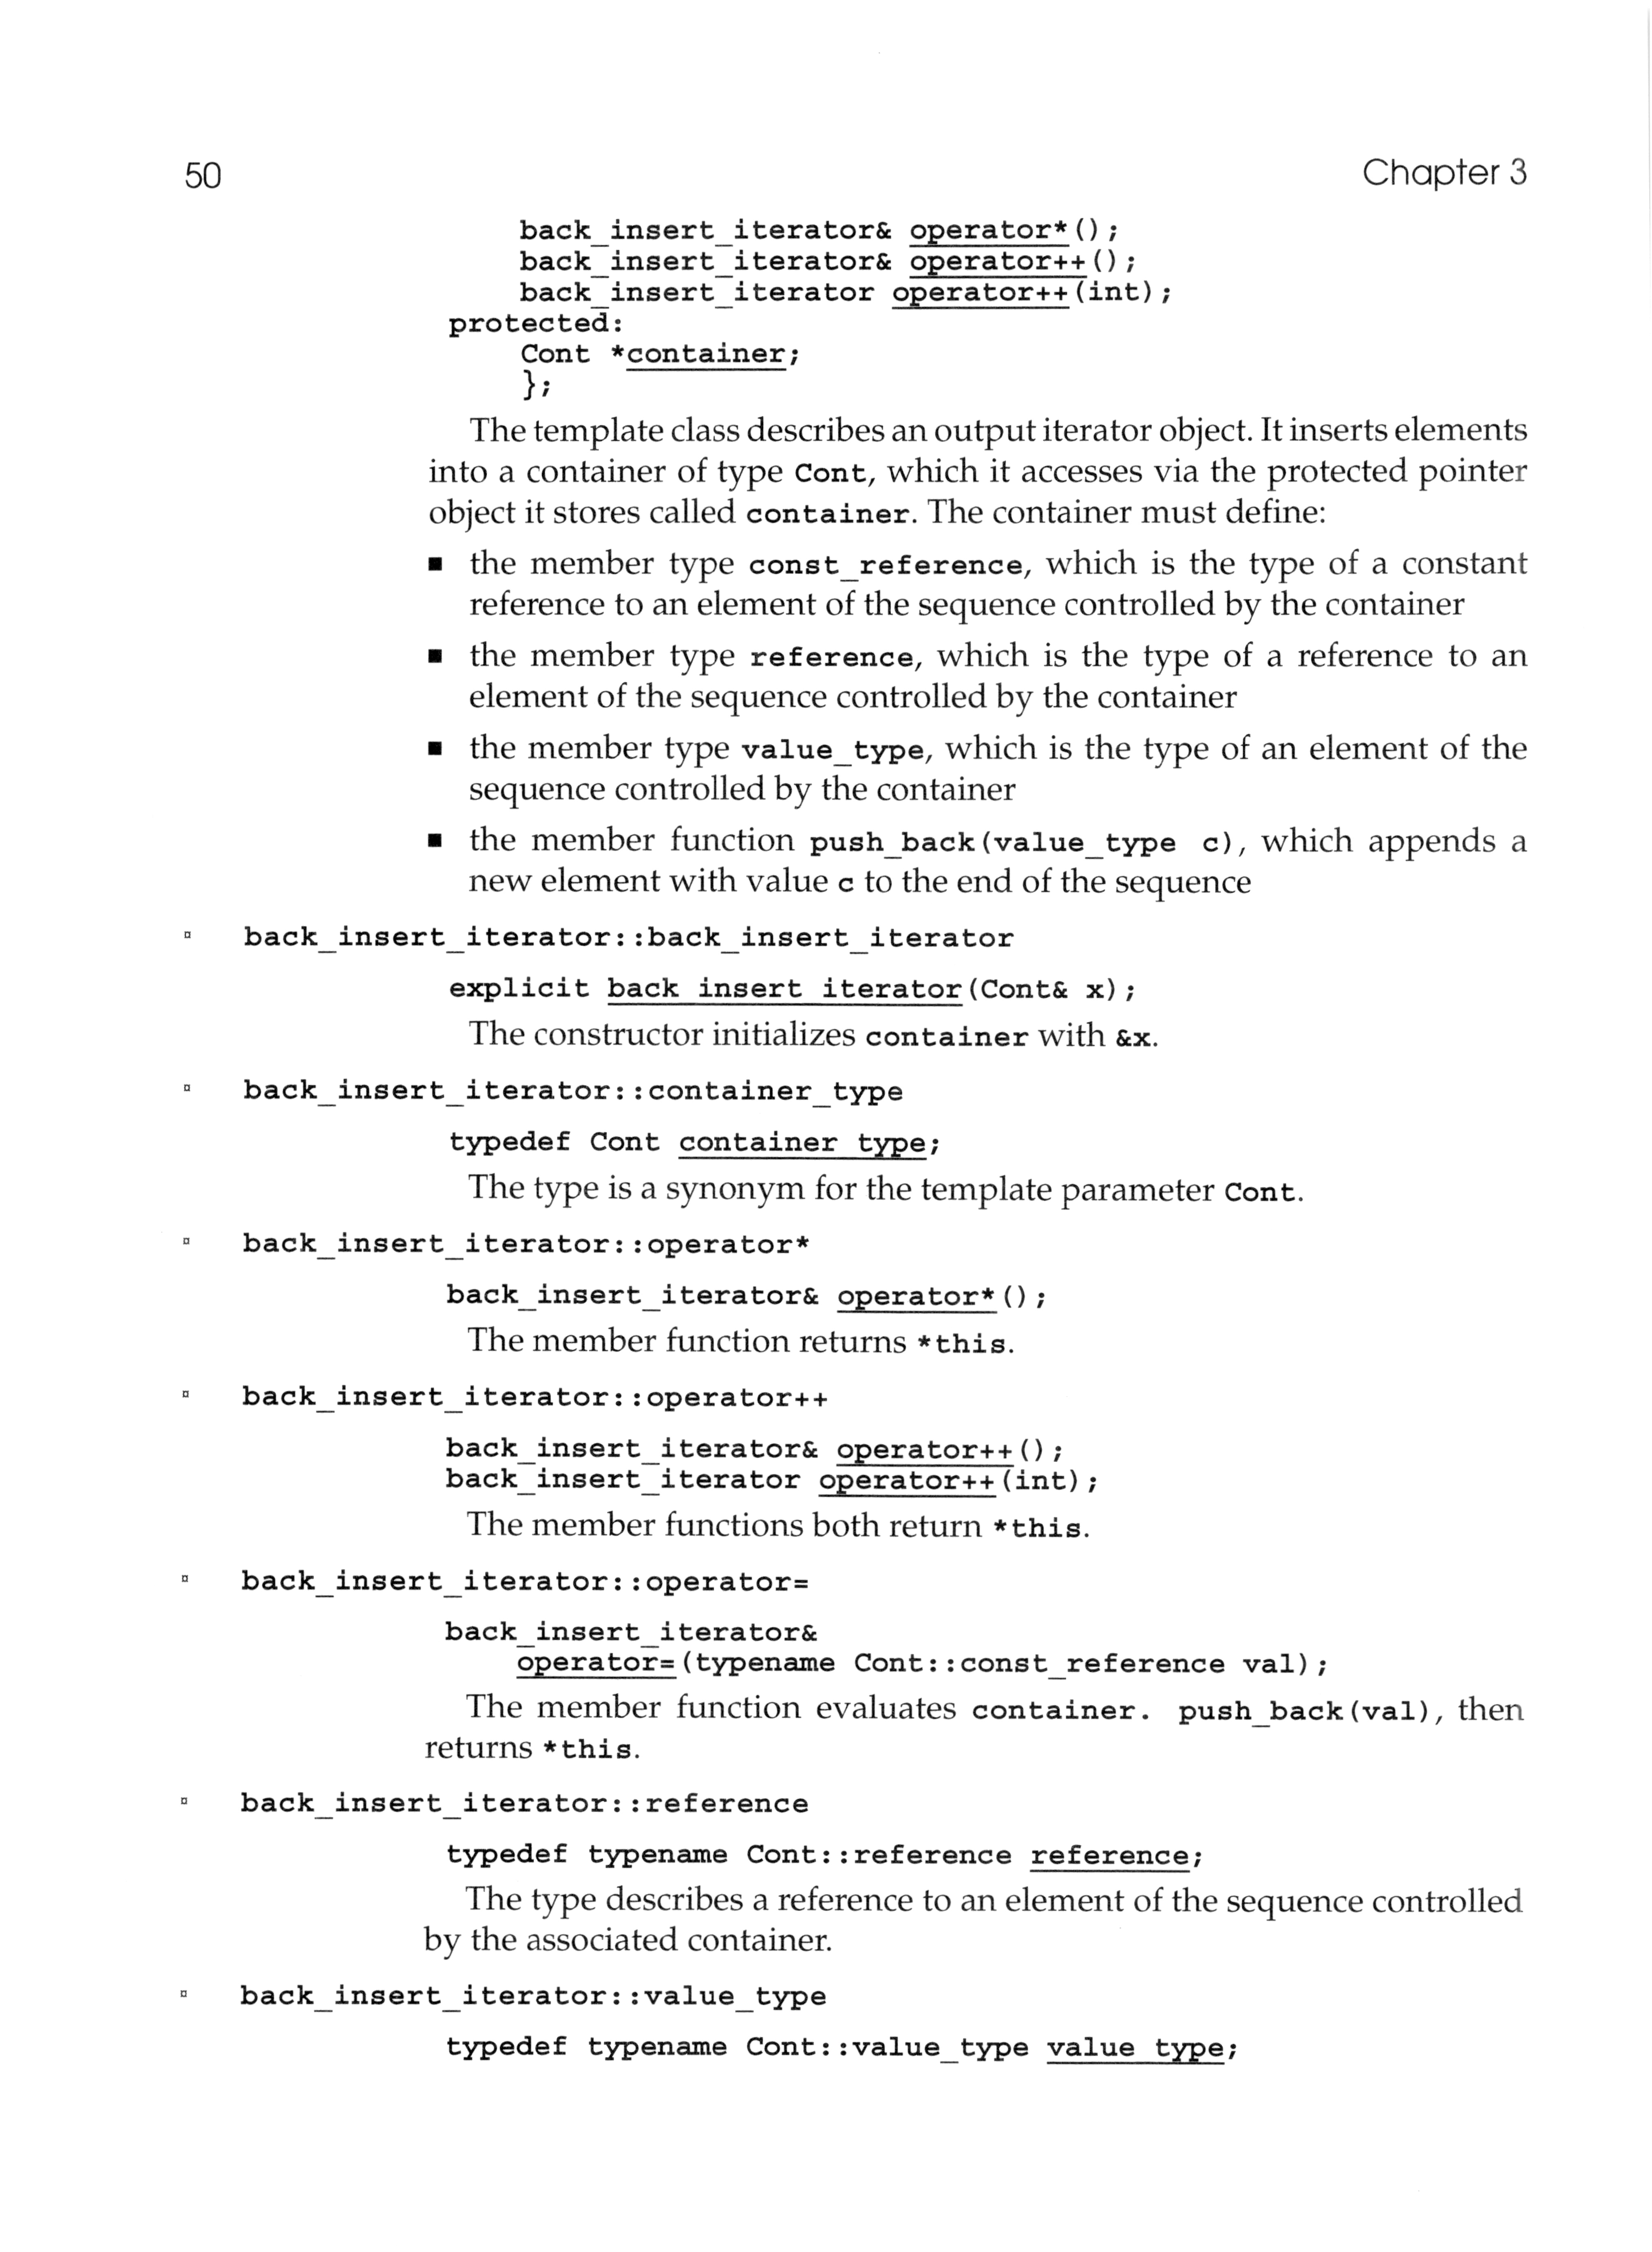 50 Chapter 3
back_insert_iterator& operator*();
back_insert_iterator& operator++();
back_insert_iterator operator++(int);
protected:
Cont *container;
};
The template class describes an output iterator object. It inserts elements
into a container of type Cont, which it accesses via the protected pointer
object it stores called container. The container must define:
■ the member type const_reference, which is the type of a constant
reference to an element of the sequence controlled by the container
■ the member type reference, which is the type of a reference to an
element of the sequence controlled by the container
■ the member type value_type, which is the type of an element of the
sequence controlled by the container
■ the member function push_back(value_type c), which appends a
new element with value c to the end of the sequence
▫ back_insert_iterator::back_insert_iterator
explicit back_insert_iterator(Cont& x);
The constructor initializes container with &x.
▫ back_insert_iterator::container_type
typedef Cont container_type;
The type is a synonym for the template parameter Cont.
▫ back_insert_iterator::operator*
back_insert_iterator& operator*();
The member function returns *this.
▫ back_insert_iterator::operator++
back_insert_iterator& operator++();
back_insert_iterator operator++(int);
The member functions both return *this.
▫ back_insert_iterator::operator=
back_insert_iterator&
operator=(typename Cont::const_reference val);
The member function evaluates container. push_back(val), then
returns *this.
▫ back_insert_iterator::reference
typedef typename Cont::reference reference;
The type describes a reference to an element of the sequence controlled
by the associated container.
▫ back_insert_iterator::value_type
typedef typename Cont::value_type value_type;